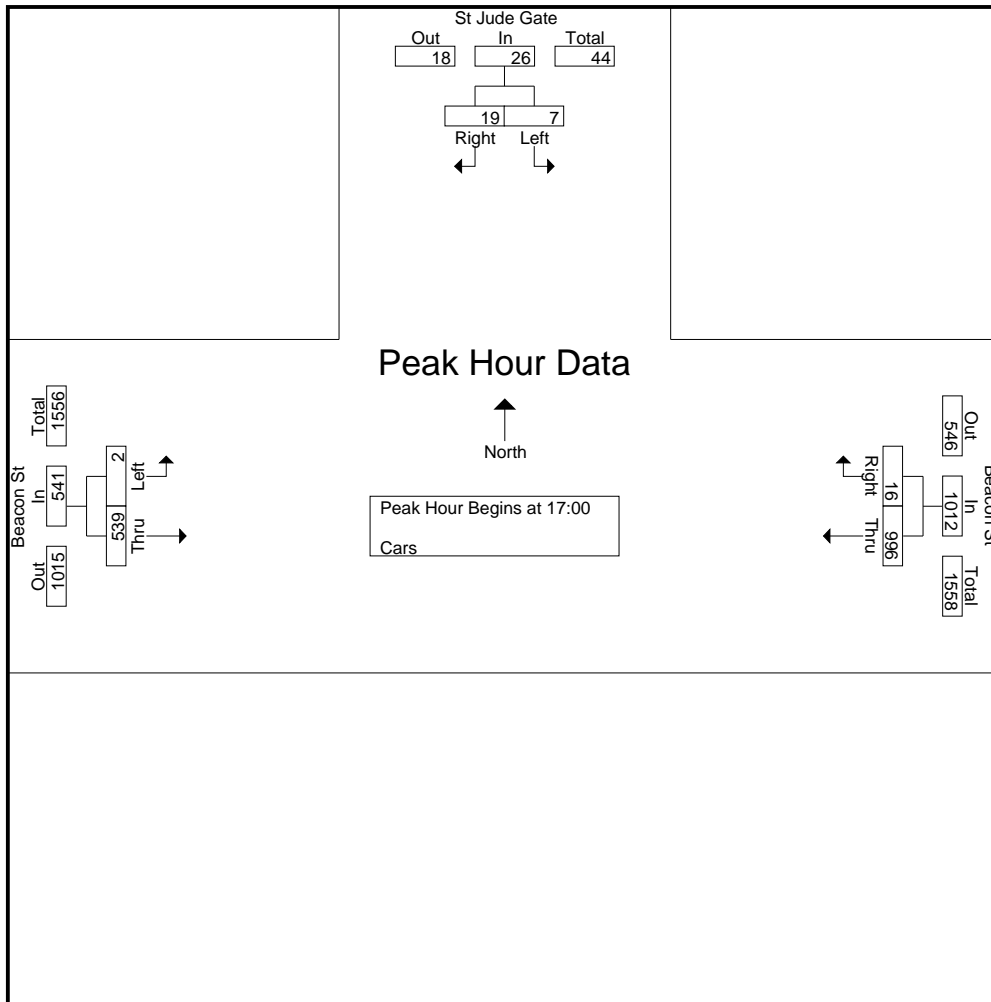 St Jude Gate
Out In Total
18 26 44
19 7
Right Left
Peak Hour Data
North
Peak Hour Begins at 17:00
Cars
Beacon St
Total In Out
1556 541 1015
2 539
Left Thru
Beacon St
Out In Total
546 1012 1558
16 996
Right Thru